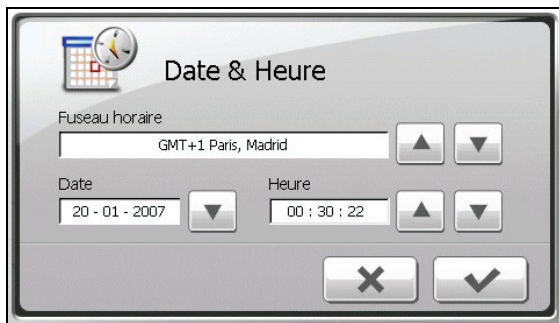 Date & Heure
Fuseau horaire
GMT+1 Paris, Madrid
Date
Heure
20 - 01 - 2007
00 : 30 : 22